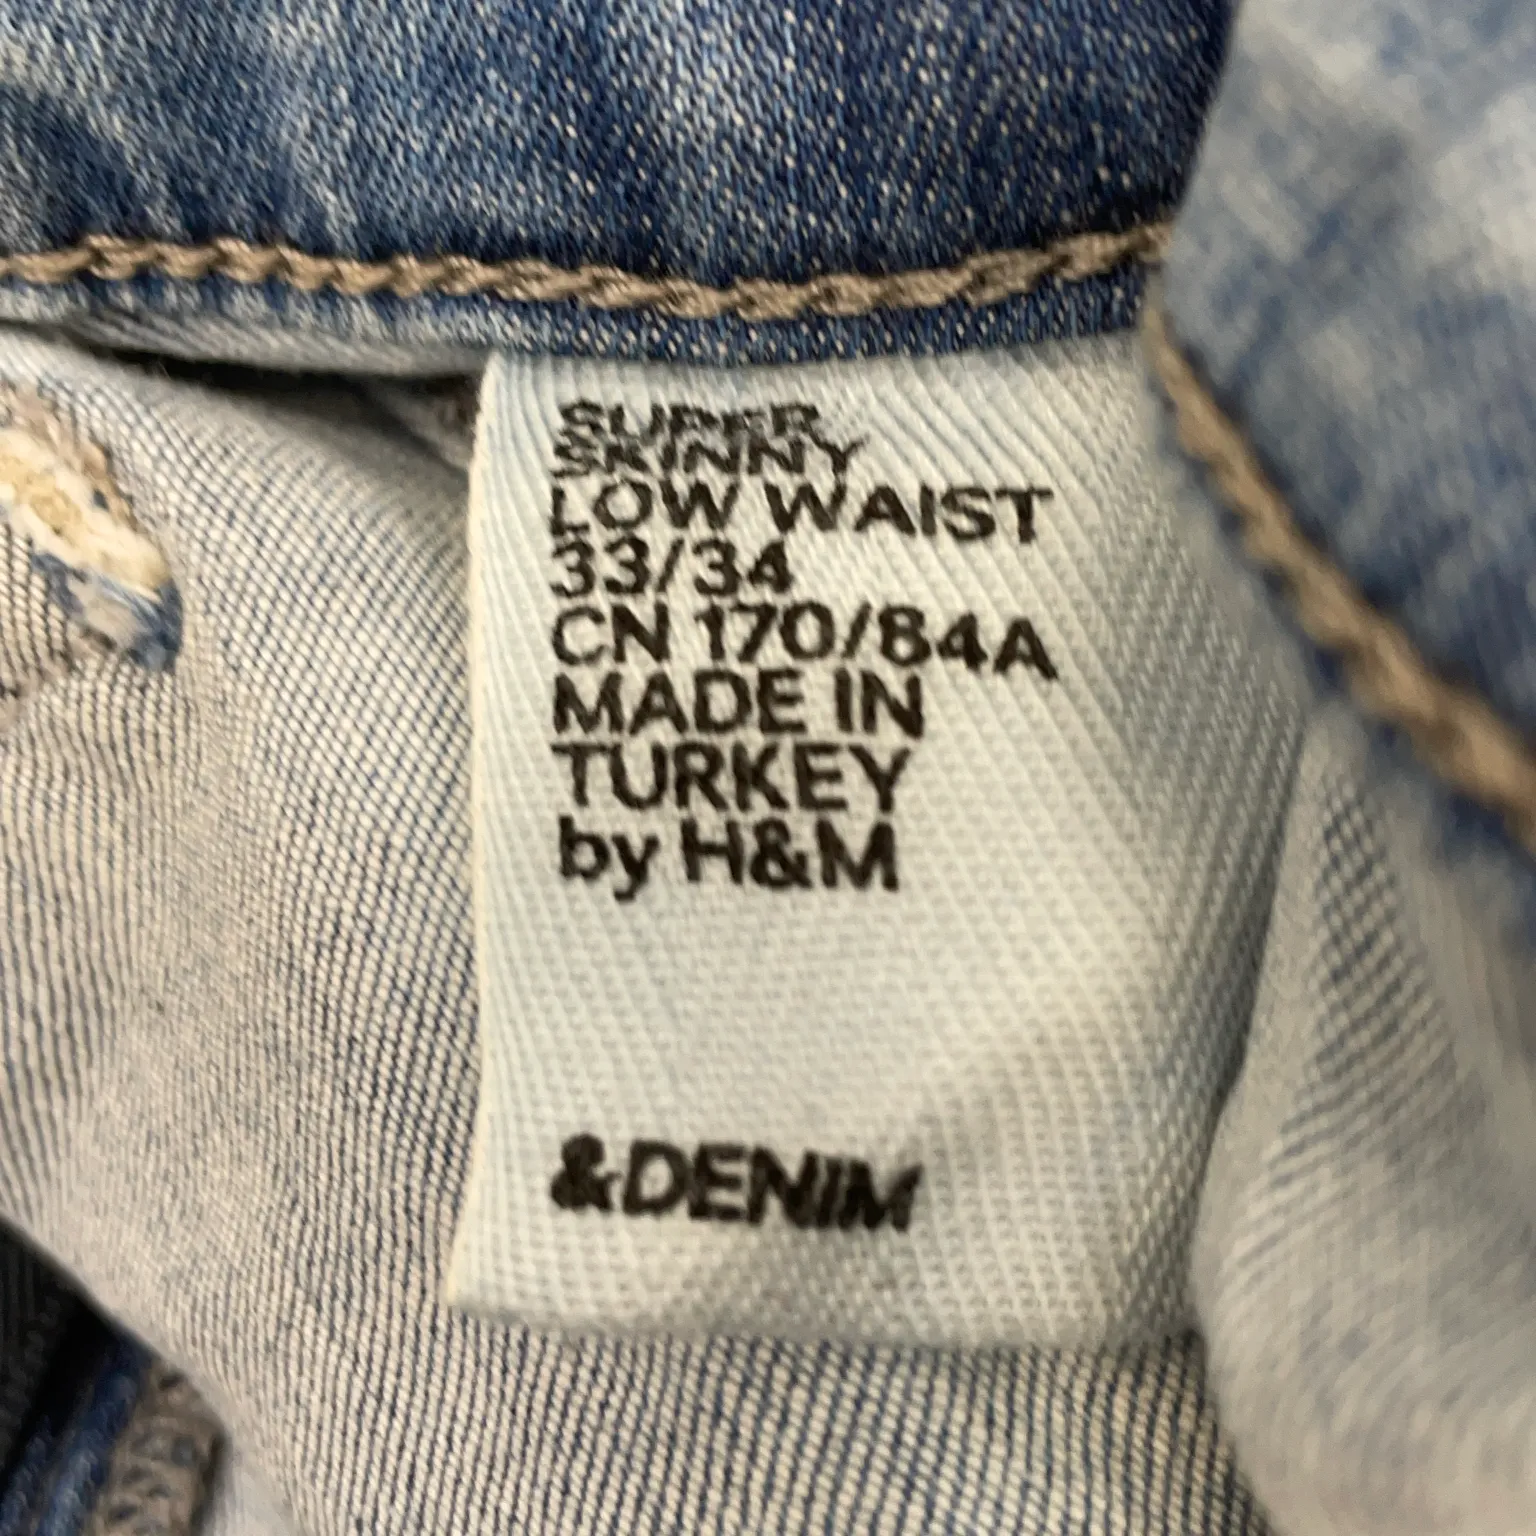 SUPER
SKINNY
LOW WAIST
33/34
CN 170/84A
MADE IN
TURKEY
by H&M
&DENIM